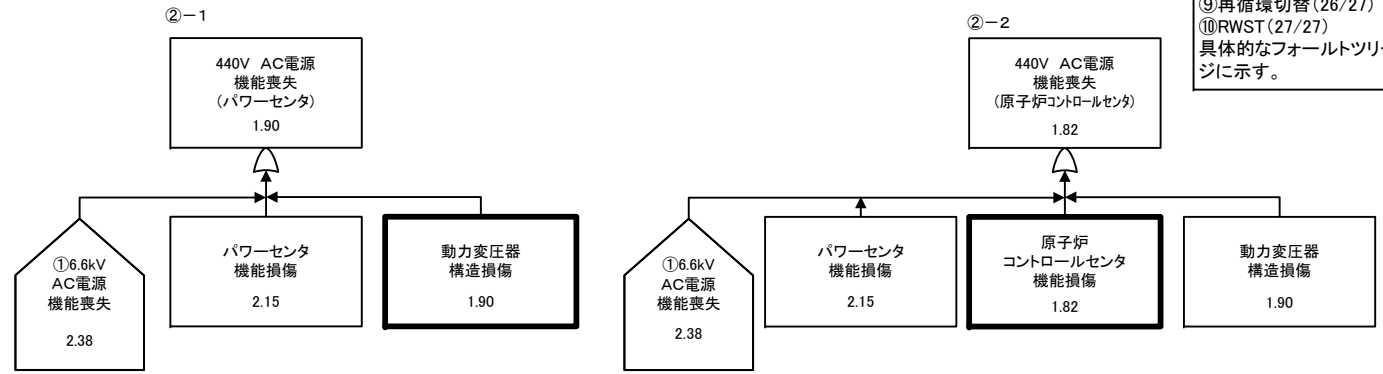 ②－1
440V AC電源
機能喪失
(パワーセンタ)
1.90
①6.6kV
AC電源
機能喪失
2.38
パワーセンタ
機能損傷
2.15
動力変圧器
構造損傷
1.90
②－2
440V AC電源
機能喪失
(原子炉コントロールセンタ)
1.82
①6.6kV
AC電源
機能喪失
2.38
パワーセンタ
機能損傷
2.15
原子炉
コントロールセンタ
機能損傷
1.82
動力変圧器
構造損傷
1.90
⑨再循環切替(26/27)
⑩RWST(27/27)
具体的なフォールトツリ
ジに示す。